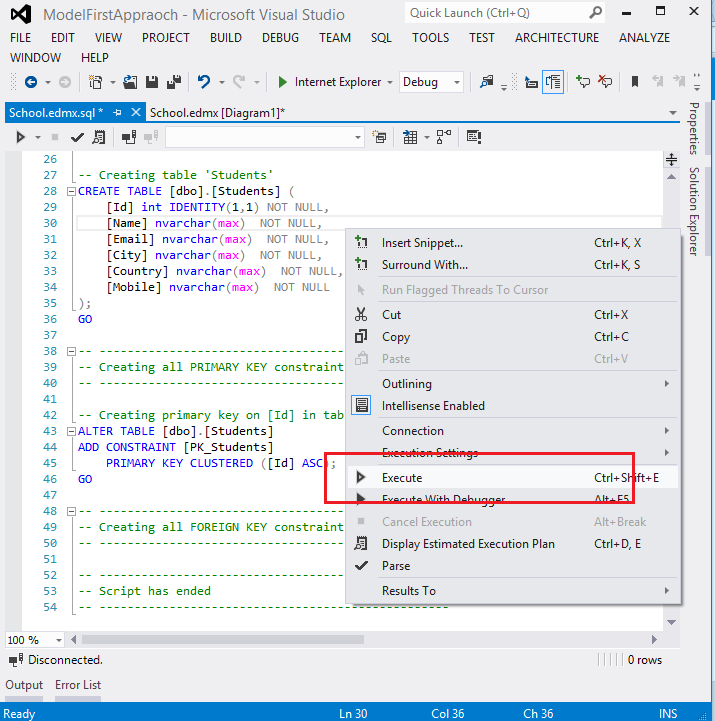 ModelFirstAppraoch - Microsoft Visual Studio
Quick Launch (Ctrl+Q)
FILE EDIT VIEW PROJECT BUILD DEBUG TEAM SQL TOOLS TEST ARCHITECTURE ANALYZE
WINDOW HELP
Internet Explorer Debug
School.edmx.sql* School.edmx [Diagram1]*
Properties
Solution Explorer
26
27 -- Creating table 'Students'
28 CREATE TABLE [dbo].[Students] (
29 [Id] int IDENTITY(1,1) NOT NULL,
30 [Name] nvarchar(max) NOT NULL,
31 [Email] nvarchar(max) NOT NULL,
32 [City] nvarchar(max) NOT NULL,
33 [Country] nvarchar(max) NOT NULL,
34 [Mobile] nvarchar(max) NOT NULL
35 );
36 GO
37
38 -- --------------------------------
39 -- Creating all PRIMARY KEY constraint
40 -- --------------------------------
41
42 -- Creating primary key on [Id] in tab
43 ALTER TABLE [dbo].[Students]
44 ADD CONSTRAINT [PK_Students]
45 PRIMARY KEY CLUSTERED ([Id] ASC);
46 GO
47
48 -- --------------------------------
49 -- Creating all FOREIGN KEY constraint
50 -- --------------------------------
51
52 -- --------------------------------
53 -- Script has ended
54 -- --------------------------------------------------
Insert Snippet... Ctrl+K, X
Surround With... Ctrl+K, S
Run Flagged Threads To Cursor
Cut Ctrl+X
Copy Ctrl+C
Paste Ctrl+V
Outlining
Intellisense Enabled
Connection
Execution Settings
Execute Ctrl+Shift+E
Execute With Debugger Alt+F5
Cancel Execution Alt+Break
Display Estimated Execution Plan Ctrl+D, E
Parse
Results To
100 %
Disconnected. 0 rows
Output Error List
Ready Ln 30 Col 36 Ch 36 INS